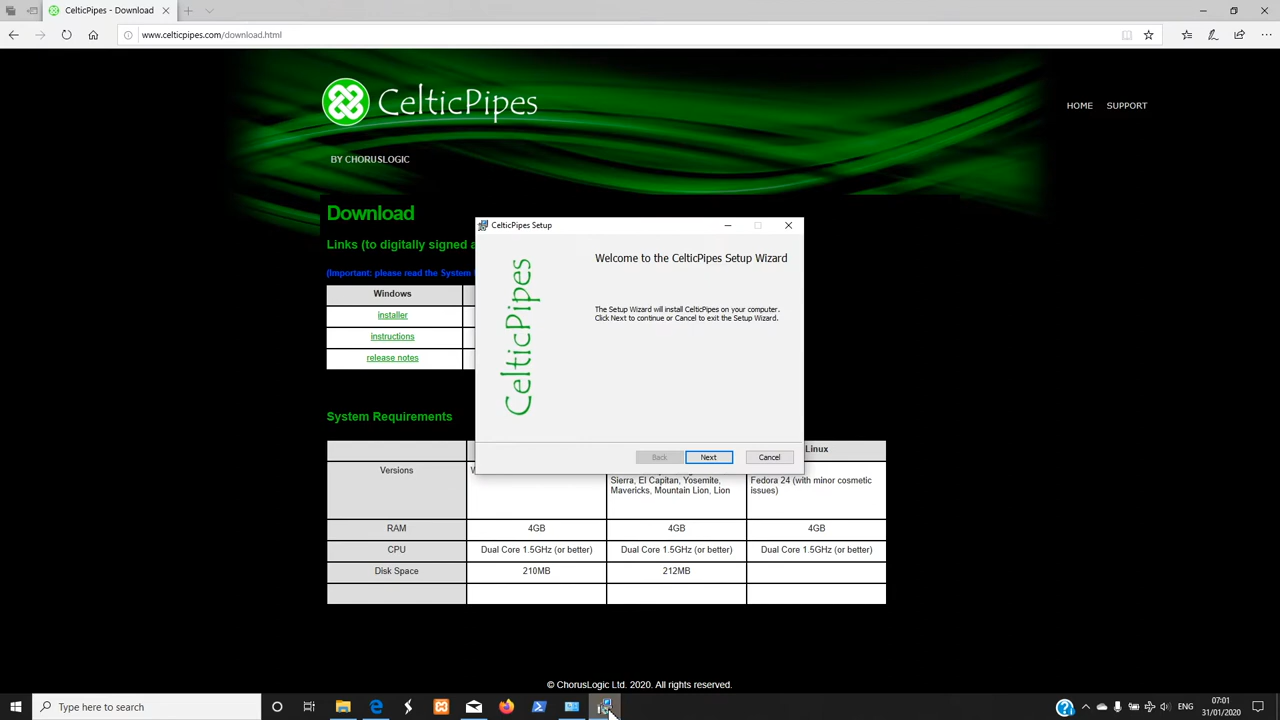 CelticPipes - Download
www.celticpipes.com/download.html
CelticPipes
HOME SUPPORT
BY CHORUSLOGIC
Download
Links (to digitally signed a
(Important: please read the System
Windows
installer
instructions
release notes
CelticPipes Setup
CelticPipes
Welcome to the CelticPipes Setup Wizard
The Setup Wizard will install CelticPipes on your computer.
Click Next to continue or Cancel to exit the Setup Wizard.
Back Next Cancel
System Requirements
Linux
Versions
Sierra, El Capitan, Yosemite,
Mavericks, Mountain Lion, Lion
Fedora 24 (with minor cosmetic
issues)
RAM 4GB 4GB 4GB
CPU Dual Core 1.5GHz (or better) Dual Core 1.5GHz (or better) Dual Core 1.5GHz (or better)
Disk Space 210MB 212MB
© ChorusLogic Ltd. 2020. All rights reserved.
Type here to search
ENG
07:01
31/01/2020